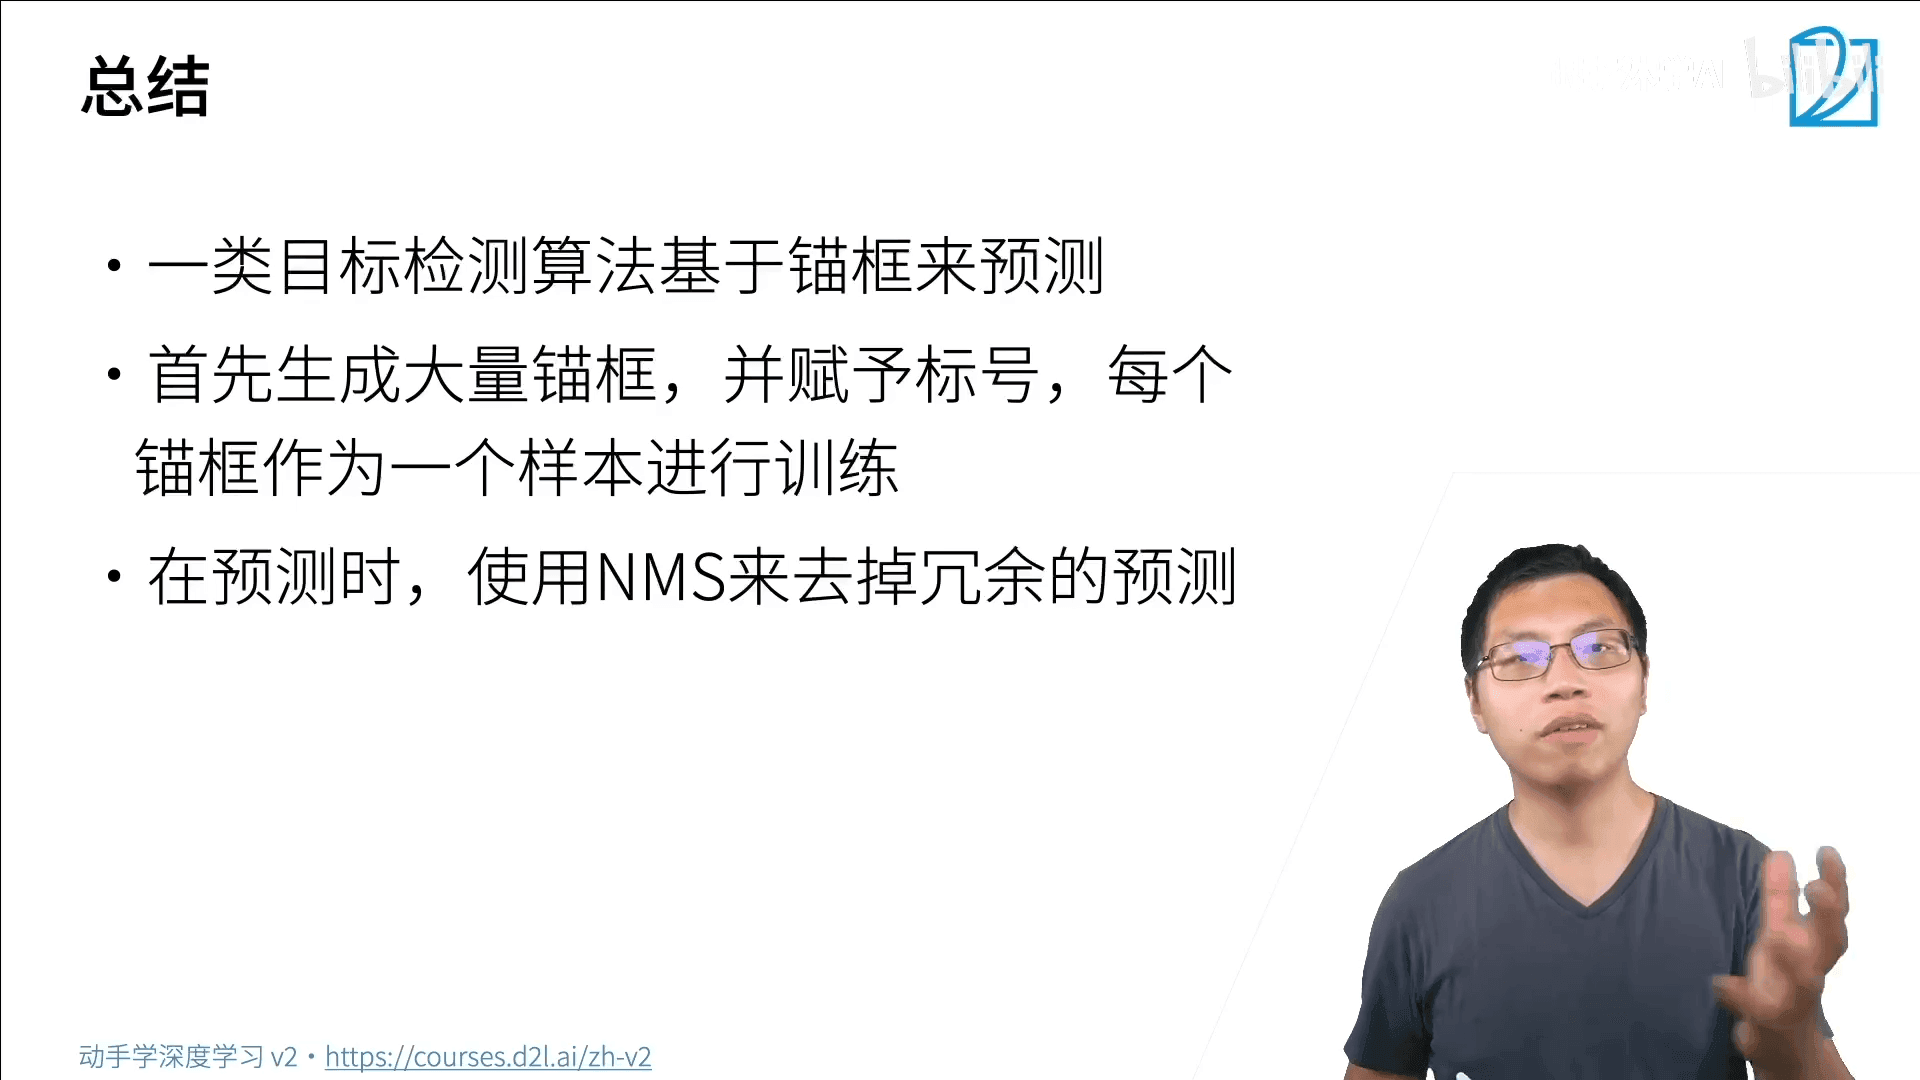 总结
• 一类目标检测算法基于锚框来预测
• 首先生成大量锚框，并赋予标号，每个
锚框作为一个样本进行训练
• 在预测时，使用NMS来去掉冗余的预测
动手学深度学习 v2 • https://courses.d2l.ai/zh-v2